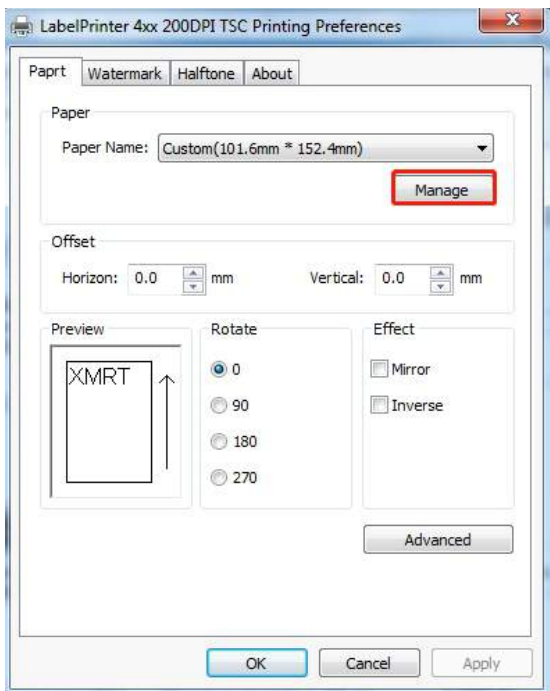 LabelPrinter 4xx 200DPI TSC Printing Preferences
Paprt Watermark Halftone About
Paper
Paper Name: Custom(101.6mm * 152.4mm)
Manage
Offset
Horizon: 0.0 mm Vertical: 0.0 mm
Preview Rotate Effect
XMRT 0 Mirror
90 Inverse
180
270
Advanced
OK Cancel Apply